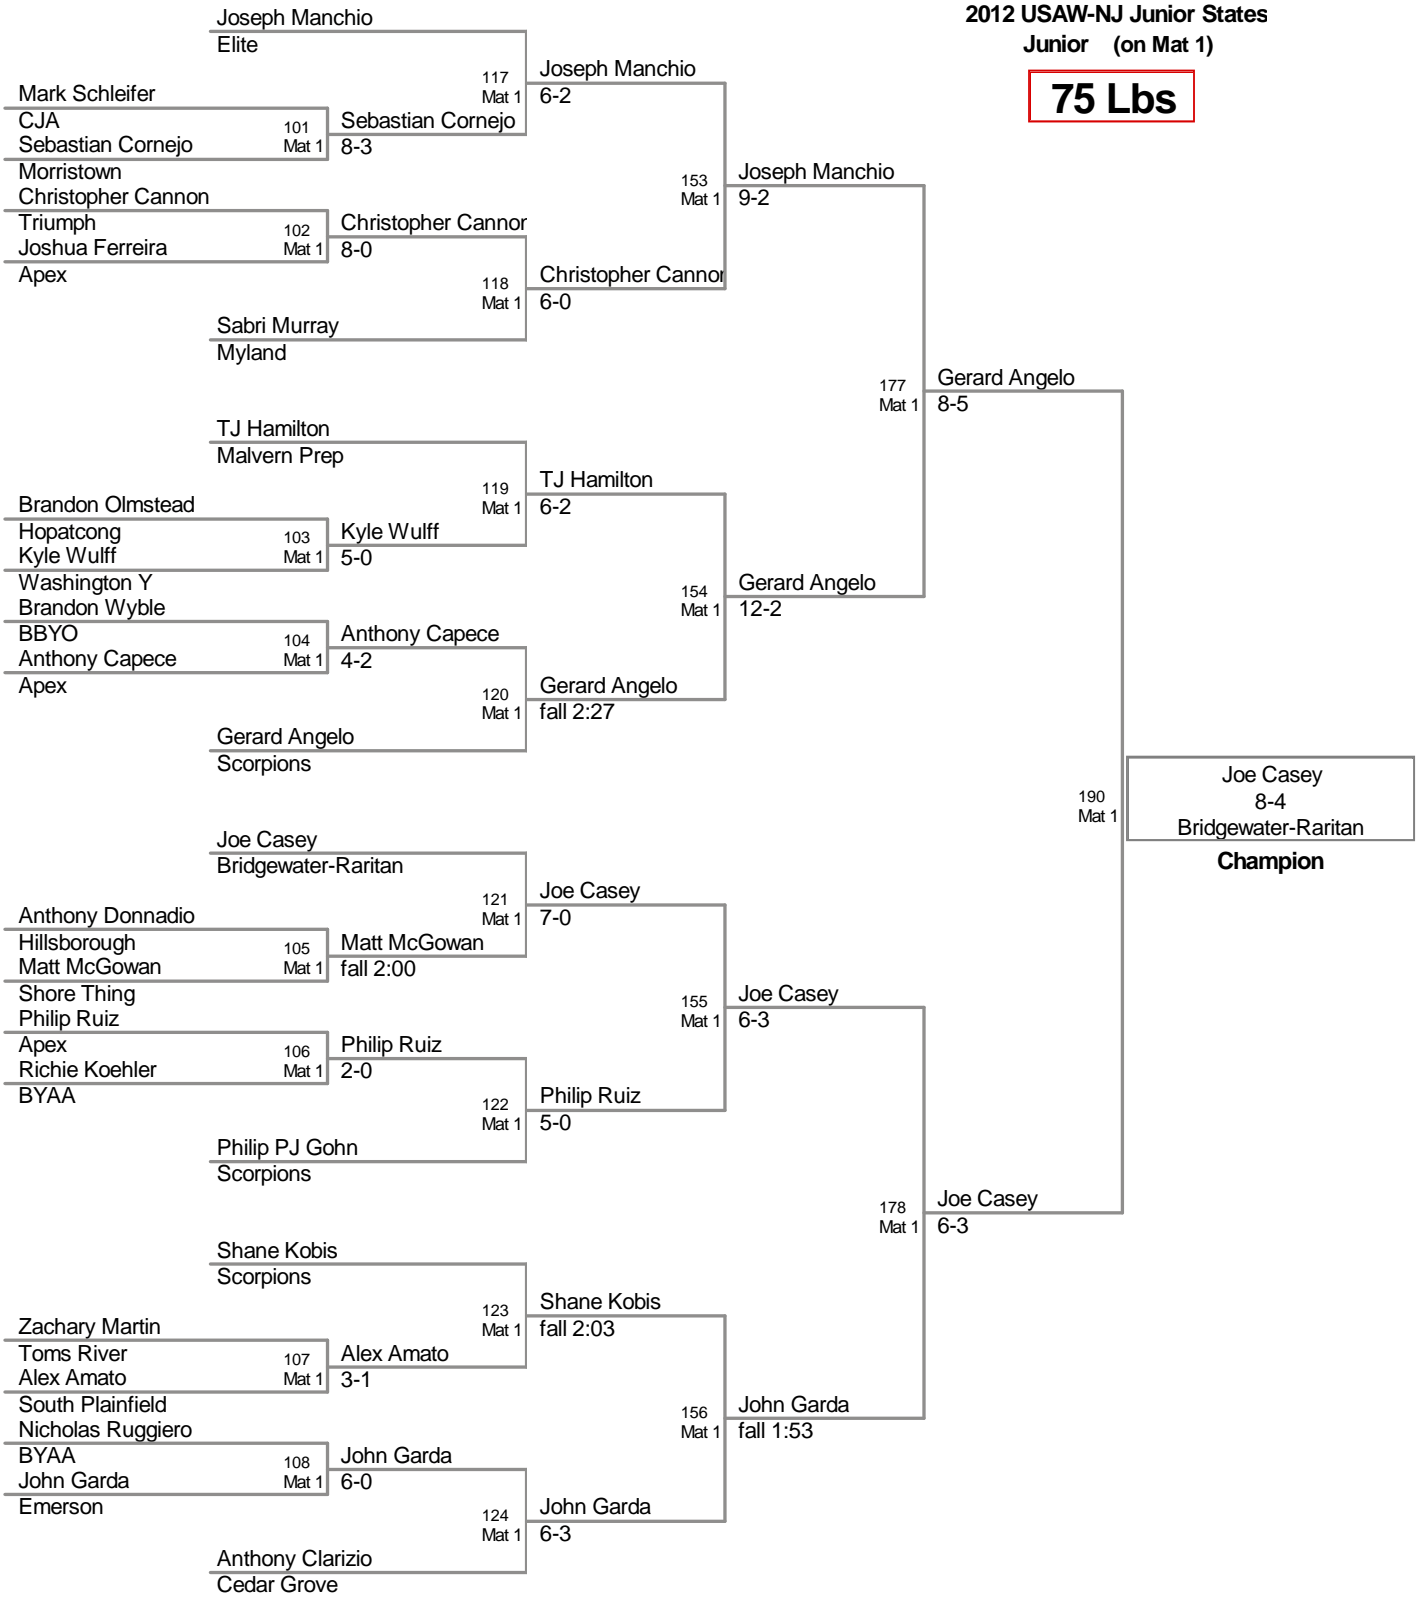 2012 USAW-NJ Junior States
Junior (on Mat 1)
75 Lbs
Joseph Manchio
Elite
117
Mat 1
Joseph Manchio
6-2
Mark Schleifer
CJA
101
Mat 1
Sebastian Cornejo
8-3
Sebastian Cornejo
Morristown
153
Mat 1
Joseph Manchio
9-2
Christopher Cannon
Triumph
102
Mat 1
Christopher Cannon
8-0
Joshua Ferreira
Apex
118
Mat 1
Christopher Cannon
6-0
Sabri Murray
Myland
177
Mat 1
Gerard Angelo
8-5
TJ Hamilton
Malvern Prep
119
Mat 1
TJ Hamilton
6-2
Brandon Olmstead
Hopatcong
103
Mat 1
Kyle Wulff
5-0
Kyle Wulff
Washington Y
154
Mat 1
Gerard Angelo
12-2
Brandon Wyble
BBYO
104
Mat 1
Anthony Capece
4-2
Anthony Capece
Apex
120
Mat 1
Gerard Angelo
fall 2:27
Gerard Angelo
Scorpions
190
Mat 1
Joe Casey
8-4
Bridgewater-Raritan
Champion
Joe Casey
Bridgewater-Raritan
121
Mat 1
Joe Casey
7-0
Anthony Donnadio
Hillsborough
105
Mat 1
Matt McGowan
fall 2:00
Matt McGowan
Shore Thing
155
Mat 1
Joe Casey
6-3
Philip Ruiz
Apex
106
Mat 1
Philip Ruiz
2-0
Richie Koehler
BYAA
122
Mat 1
Philip Ruiz
5-0
Philip PJ Gohn
Scorpions
178
Mat 1
Joe Casey
6-3
Shane Kobis
Scorpions
123
Mat 1
Shane Kobis
fall 2:03
Zachary Martin
Toms River
107
Mat 1
Alex Amato
3-1
Alex Amato
South Plainfield
156
Mat 1
John Garda
fall 1:53
Nicholas Ruggiero
BYAA
108
Mat 1
John Garda
6-0
John Garda
Emerson
124
Mat 1
John Garda
6-3
Anthony Clarizio
Cedar Grove